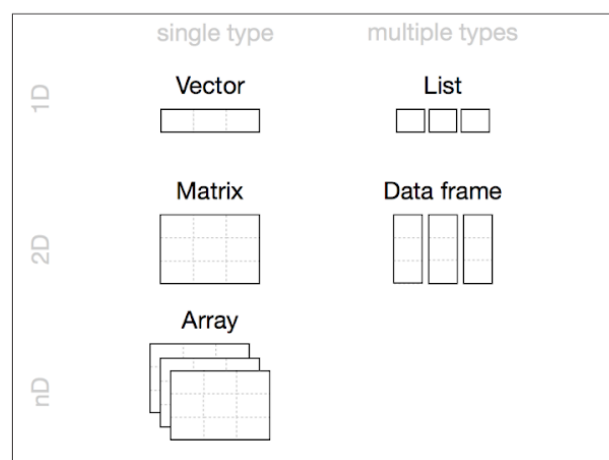 single type
multiple types
1D
Vector
List
2D
Matrix
Data frame
nD
Array